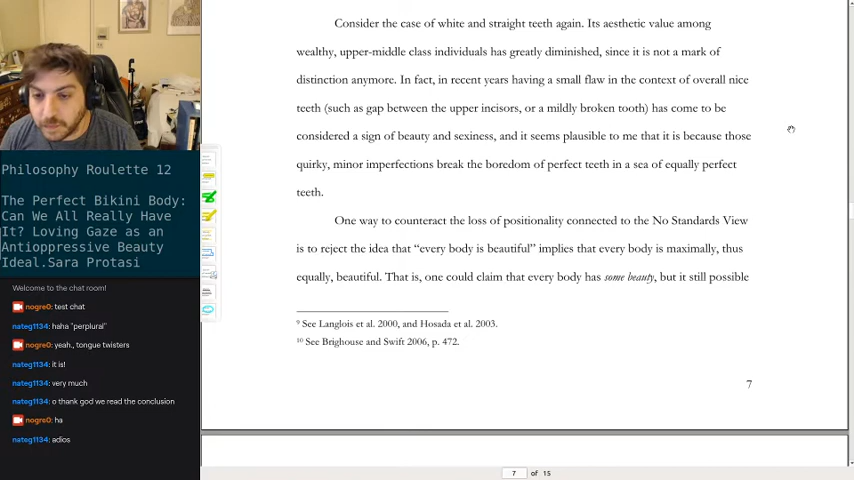 Consider the case of white and straight teeth again. Its aesthetic value among
wealthy, upper-middle class individuals has greatly diminished, since it is not a mark of
distinction anymore. In fact, in recent years having a small flaw in the context of overall nice
teeth (such as gap between the upper incisors, or a mildly broken tooth) has come to be
considered a sign of beauty and sexiness, and it seems plausible to me that it is because those
quirky, minor imperfections break the boredom of perfect teeth in a sea of equally perfect
teeth.
One way to counteract the loss of positionality connected to the No Standards View
is to reject the idea that “every body is beautiful” implies that every body is maximally, thus
equally, beautiful. That is, one could claim that every body has some beauty, but it still possible
9 See Langlois et al. 2000, and Hosada et al. 2003.
10 See Brighouse and Swift 2006, p. 472.
7
7 of 15
Philosophy Roulette 12
The Perfect Bikini Body:
Can We All Really Have
It? Loving Gaze as an
Antioppressive Beauty
Ideal.Sara Protasi
Welcome to the chat room!
nogre0: test chat
nateg1134: haha "perplural"
nogre0: yeah., tongue twisters
nateg1134: it is!
nateg1134: very much
nateg1134: o thank god we read the conclusion
nogre0: ha
nateg1134: adios